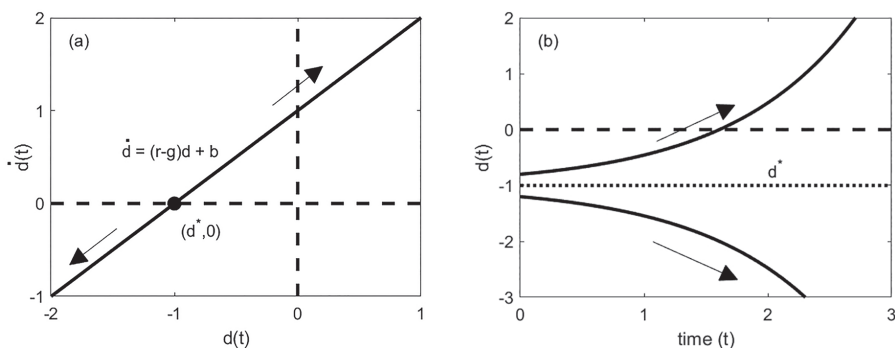 (a)
2
1
0
-1
ḋ(t)
ḋ = (r-g)d + b
(d*,0)
-2
-1
0
1
d(t)
(b)
2
1
0
-1
-2
-3
d(t)
d*
0
1
2
3
time (t)